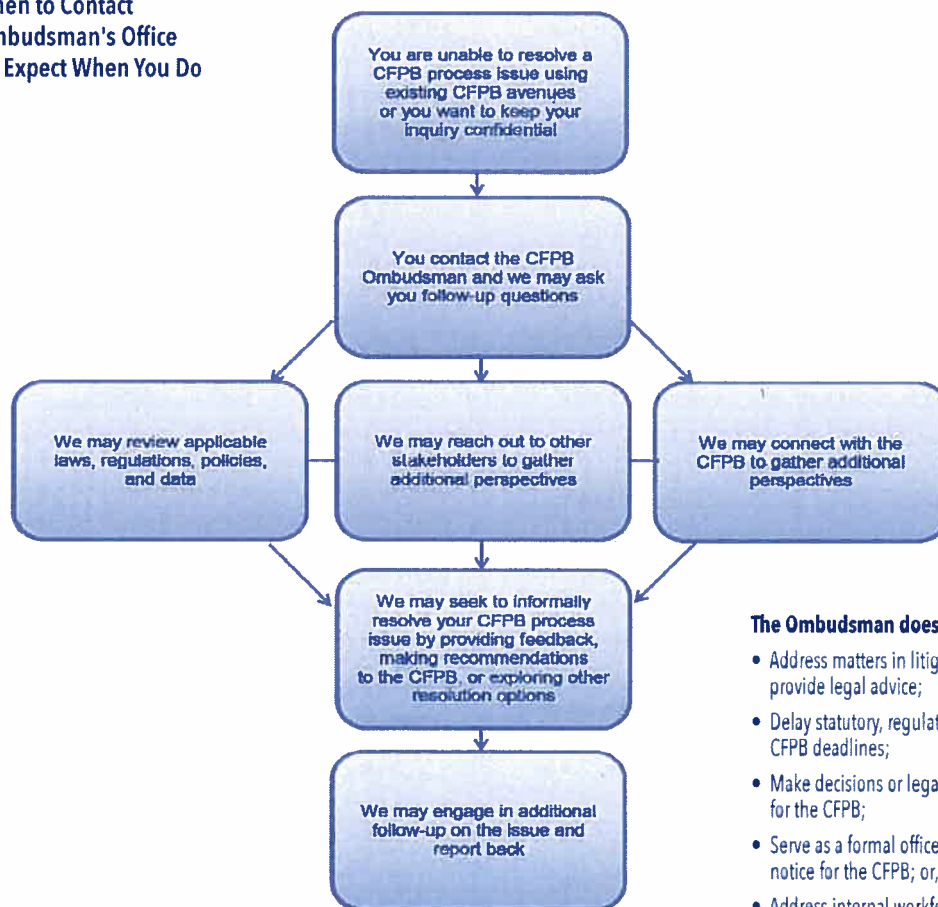 to Contact
Ombudsman's Office
Expect When You Do
You are unable to resolve a
CFPB process issue using
existing CFPB avenues
or you want to keep your
inquiry confidential
You contact the CFPB
Ombudsman and we may ask
you follow-up questions
We may review applicable
laws, regulations, policies,
and data
We may reach out to other
stakeholders to gather
additional perspectives
We may connect with the
CFPB to gather additional
perspectives
We may seek to informally
resolve your CFPB process
issue by providing feedback,
making recommendations
to the CFPB, or exploring other
resolution options
We may engage in additional
follow-up on the issue and
report back
The Ombudsman does
• Address matters in
provide legal advice;
• Delay statutory,
CFPB deadlines;
• Make decisions or
for the CFPB;
• Serve as a formal office
notice for the CFPB; or,
• Address internal